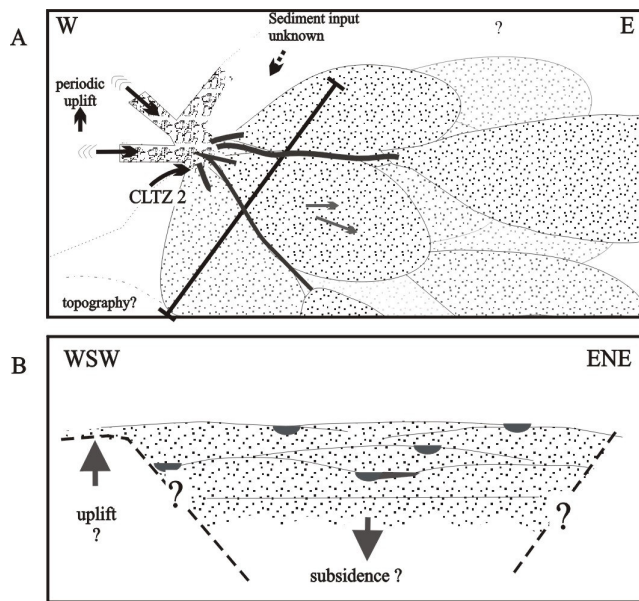 A
W
Sediment input
unknown
?
E
periodic
uplift
CLTZ 2
topography?
B
WSW
ENE
?
?
uplift
?
subsidence ?